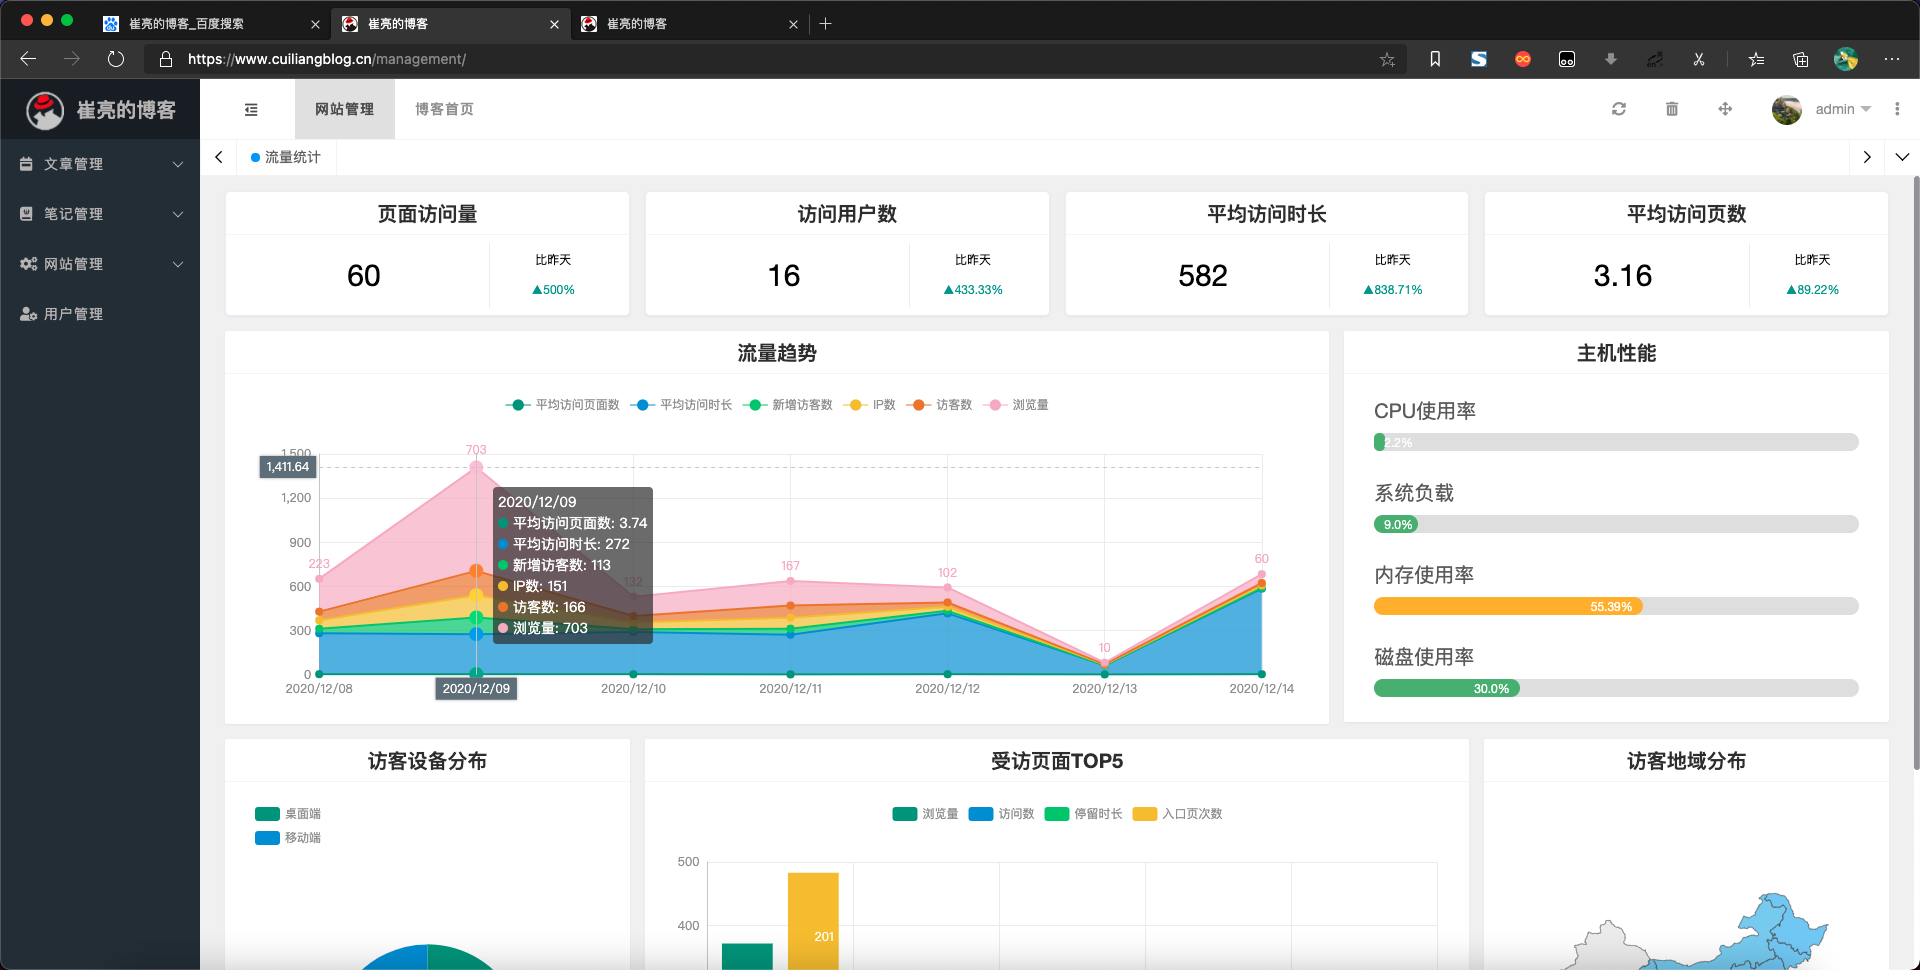 崔亮的博客_百度搜索
崔亮的博客
崔亮的博客
https://www.cuiliangblog.cn/management/
崔亮的博客
网站管理
博客首页
admin
文章管理
笔记管理
网站管理
用户管理
流量统计
页面访问量
60
比昨天
▲500%
访问用户数
16
比昨天
▲433.33%
平均访问时长
582
比昨天
▲838.71%
平均访问页数
3.16
比昨天
▲89.22%
流量趋势
平均访问页面数 平均访问时长 新增访客数 IP数 访客数 浏览量
1,500
1,411.64
1,200
900
600
300
0
703
223
132
167
102
10
60
2020/12/09
平均访问页面数: 3.74
平均访问时长: 272
新增访客数: 113
IP数: 151
访客数: 166
浏览量: 703
2020/12/08 2020/12/09 2020/12/10 2020/12/11 2020/12/12 2020/12/13 2020/12/14
主机性能
CPU使用率
2.2%
系统负载
9.0%
内存使用率
55.39%
磁盘使用率
30.0%
访客设备分布
桌面端
移动端
受访页面TOP5
浏览量 访问数 停留时长 入口页次数
500
400
201
访客地域分布